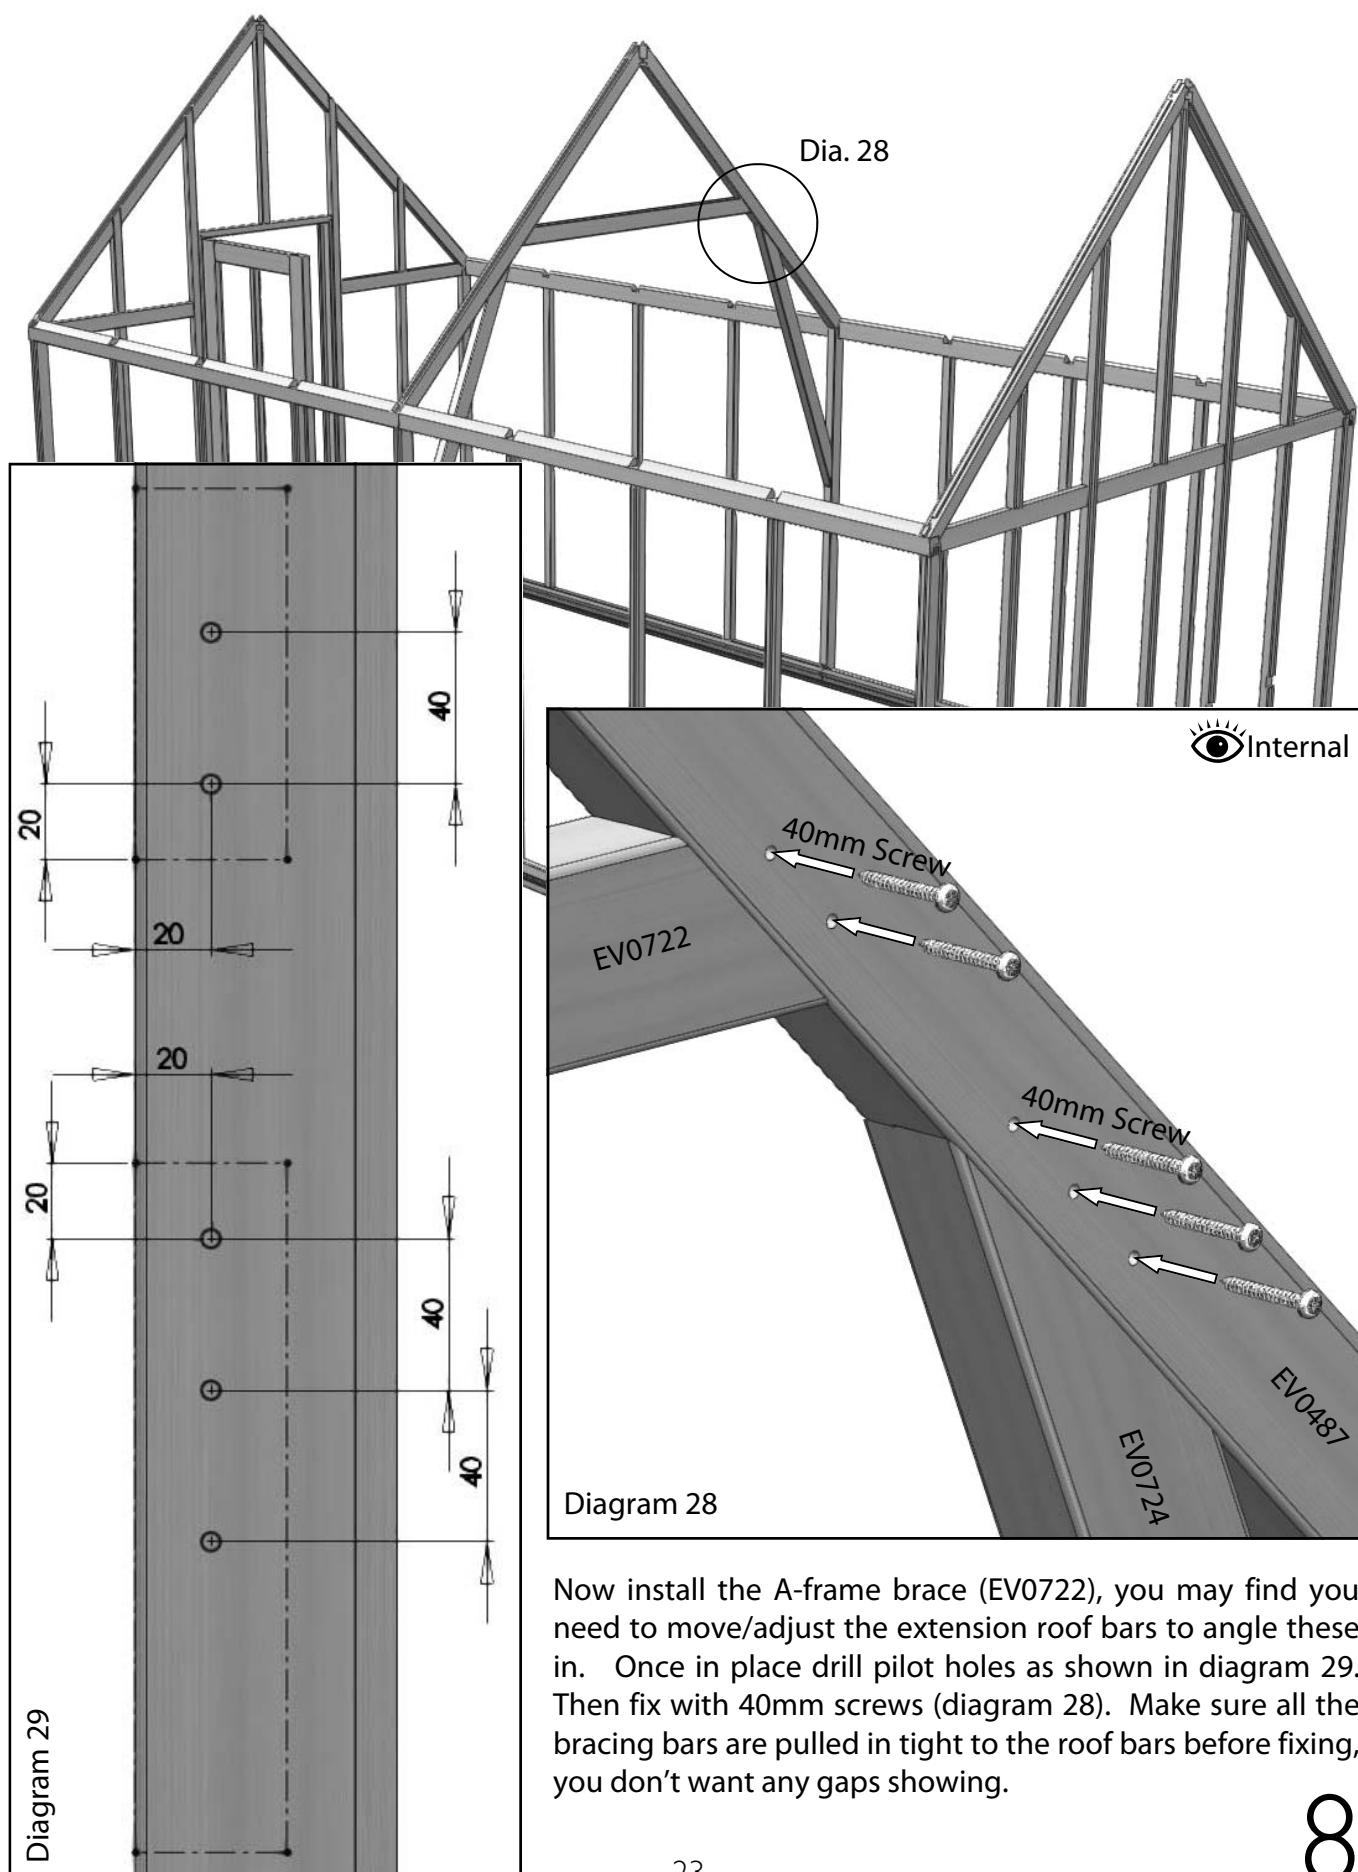 Dia. 28
Internal
40
20
20
20
20
40
40
Diagram 29
40mm Screw
EV0722
40mm Screw
EV0487
EV0724
Diagram 28
Now install the A-frame brace (EV0722), you may find you
need to move/adjust the extension roof bars to angle these
in. Once in place drill pilot holes as shown in diagram 29.
Then fix with 40mm screws (diagram 28). Make sure all the
bracing bars are pulled in tight to the roof bars before fixing,
you don't want any gaps showing.
8
23